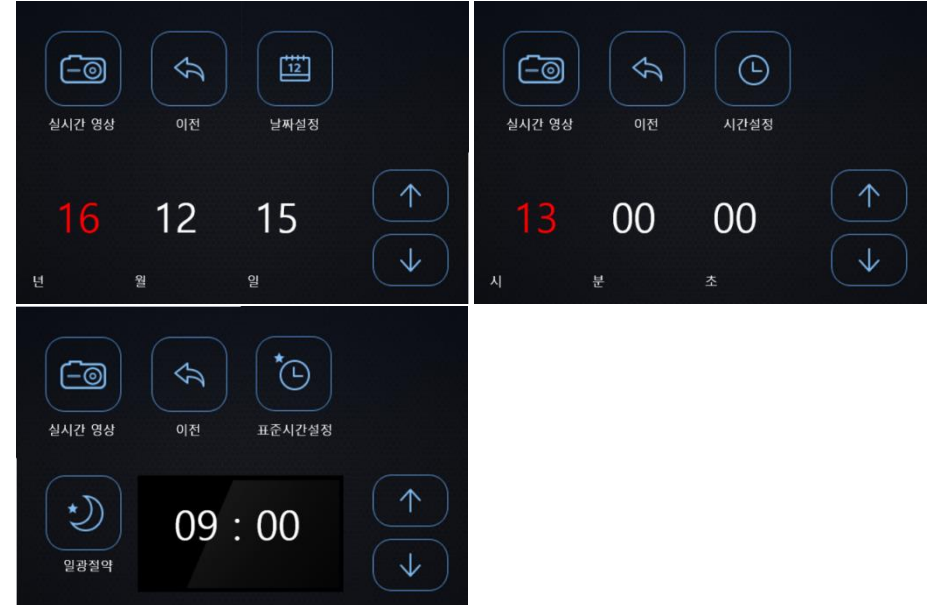 12
실시간 영상 이전 날짜설정
16 12 15
년 월 일
실시간 영상 이전 시간설정
13 00 00
시 분 초
실시간 영상 이전 표준시간설정
09 : 00
일광절약